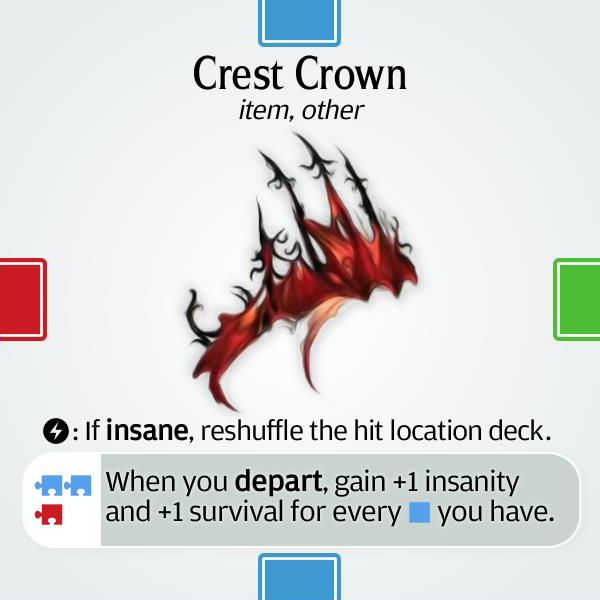 Crest Crown
item, other
: If insane, reshuffle the hit location deck.
When you depart, gain +1 insanity
and +1 survival for every you have.